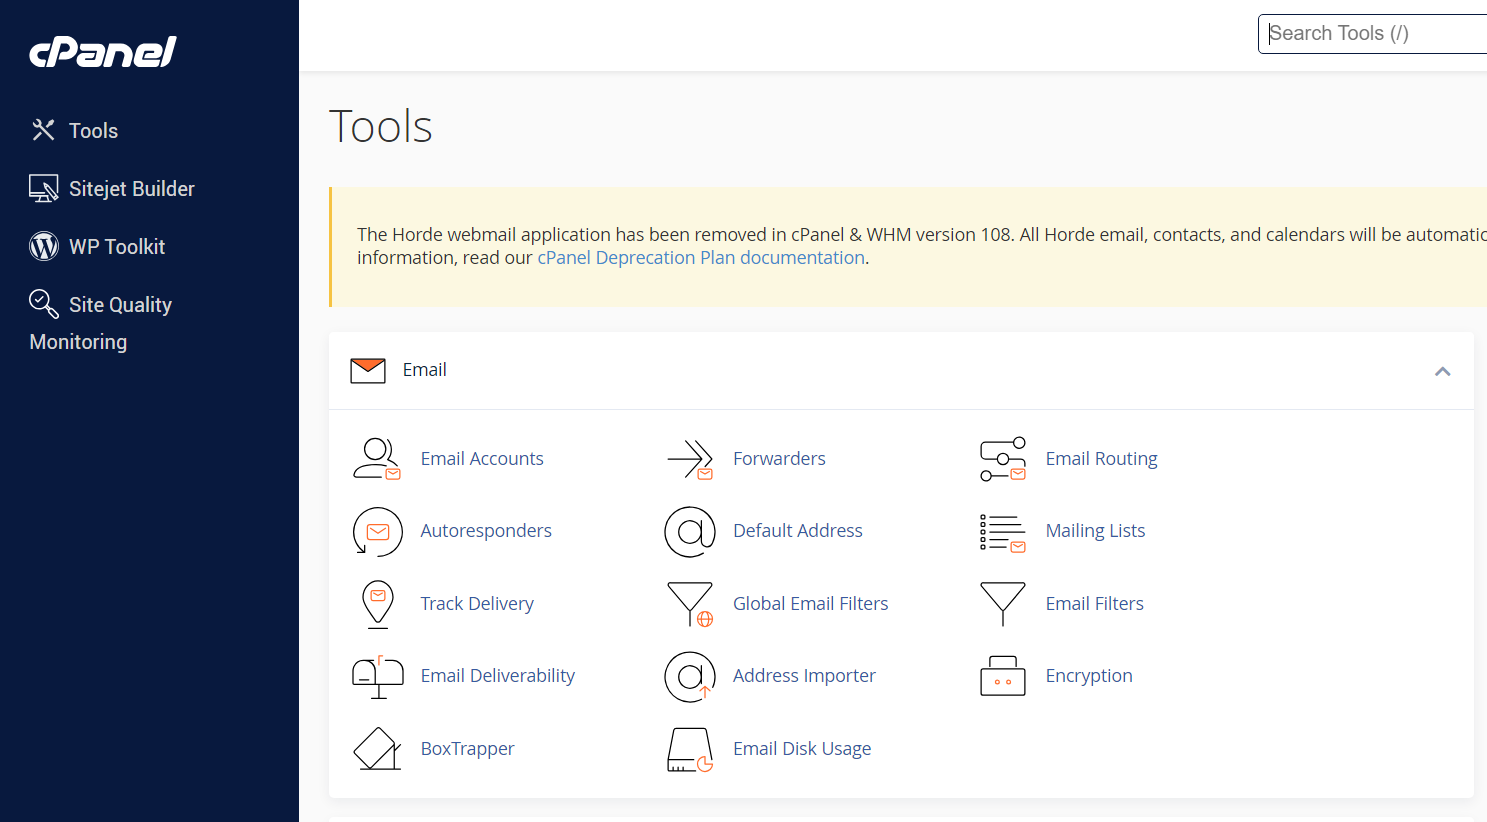 cPanel
Search Tools (/)
Tools
Sitejet Builder
WP Toolkit
Site Quality
Monitoring
Tools
The Horde webmail application has been removed in cPanel & WHM version 108. All Horde email, contacts, and calendars will be
information, read our cPanel Deprecation Plan documentation.
Email
Email Accounts
Forwarders
Email Routing
Autoresponders
Default Address
Mailing Lists
Track Delivery
Global Email Filters
Email Filters
Email Deliverability
Address Importer
Encryption
BoxTrapper
Email Disk Usage